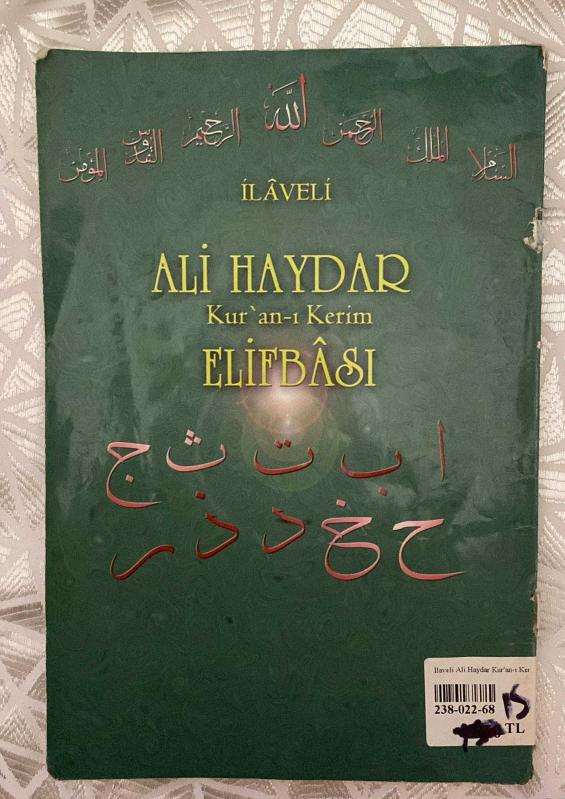 السلام الملك الرحمن الله الرحيم القدوس المؤمن
İLÂVELİ
ALİ HAYDAR
Kur`an-ı Kerim
ELİFBÂSI
ا ب ت ث ج
ح خ د ذ ر
İlaveli Ali Haydar Kur'an-ı Ker
238-022-68
TL